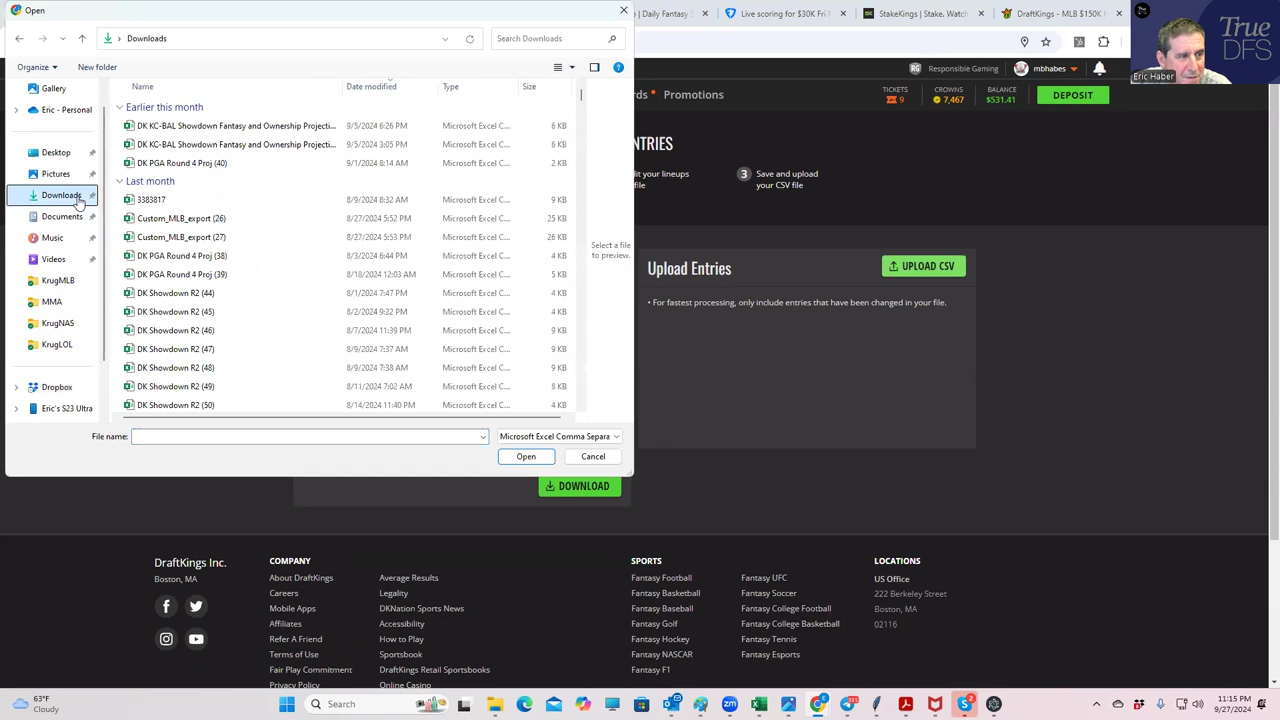 Open
Downloads
Search Downloads
Organize
New folder
Gallery
Eric - Personal
Desktop
Pictures
Downloads
Documents
Music
Videos
KrugMLB
MMA
KrugNAS
KrugLOL
Dropbox
Eric's S23 Ultra
Name Date modified Type Size
Earlier this month
DK KC-BAL Showdown Fantasy and Ownership Projecti... 9/5/2024 6:26 PM Microsoft Excel C... 6 KB
DK KC-BAL Showdown Fantasy and Ownership Projecti... 9/5/2024 3:05 PM Microsoft Excel C... 6 KB
DK PGA Round 4 Proj (40) 9/1/2024 8:14 AM Microsoft Excel C... 2 KB
Last month
3383817 8/9/2024 8:32 AM Microsoft Excel C... 9 KB
Custom_MLB_export (26) 8/27/2024 5:52 PM Microsoft Excel C... 25 KB
Custom_MLB_export (27) 8/27/2024 5:53 PM Microsoft Excel C... 26 KB
DK PGA Round 4 Proj (38) 8/3/2024 6:44 PM Microsoft Excel C... 4 KB
DK PGA Round 4 Proj (39) 8/18/2024 12:03 AM Microsoft Excel C... 5 KB
DK Showdown R2 (44) 8/1/2024 7:47 PM Microsoft Excel C... 4 KB
DK Showdown R2 (45) 8/2/2024 9:22 PM Microsoft Excel C... 4 KB
DK Showdown R2 (46) 8/7/2024 11:39 PM Microsoft Excel C... 9 KB
DK Showdown R2 (47) 8/9/2024 7:37 AM Microsoft Excel C... 9 KB
DK Showdown R2 (48) 8/9/2024 7:38 AM Microsoft Excel C... 9 KB
DK Showdown R2 (49) 8/11/2024 7:02 AM Microsoft Excel C... 8 KB
DK Showdown R2 (50) 8/14/2024 11:40 PM Microsoft Excel C... 4 KB
Select a file
to preview.
File name:
Microsoft Excel Comma Separa
Open
Cancel
Daily Fantasy
Live scoring for $30K Fri
StakeKings | Stake, Watch
DraftKings - MLB $150K
True
DFS
Eric Haber
RG Responsible Gaming
mbhabes
Promotions
TICKETS
9
CROWNS
7,467
BALANCE
$531.41
DEPOSIT
3
Save and upload
your CSV file
Upload Entries
UPLOAD CSV
• For fastest processing, only include entries that have been changed in your file.
DOWNLOAD
DraftKings Inc.
Boston, MA
COMPANY
About DraftKings
Careers
Mobile Apps
Affiliates
Refer A Friend
Terms of Use
Fair Play Commitment
Privacy Policy
Average Results
Legality
DKNation Sports News
Accessibility
How to Play
Sportsbook
DraftKings Retail Sportsbooks
Online Casino
SPORTS
Fantasy Football
Fantasy Basketball
Fantasy Baseball
Fantasy Golf
Fantasy Hockey
Fantasy NASCAR
Fantasy F1
Fantasy UFC
Fantasy Soccer
Fantasy College Football
Fantasy College Basketball
Fantasy Tennis
Fantasy Esports
LOCATIONS
US Office
222 Berkeley Street
Boston, MA
02116
63°F
Cloudy
Search
11:15 PM
9/27/2024